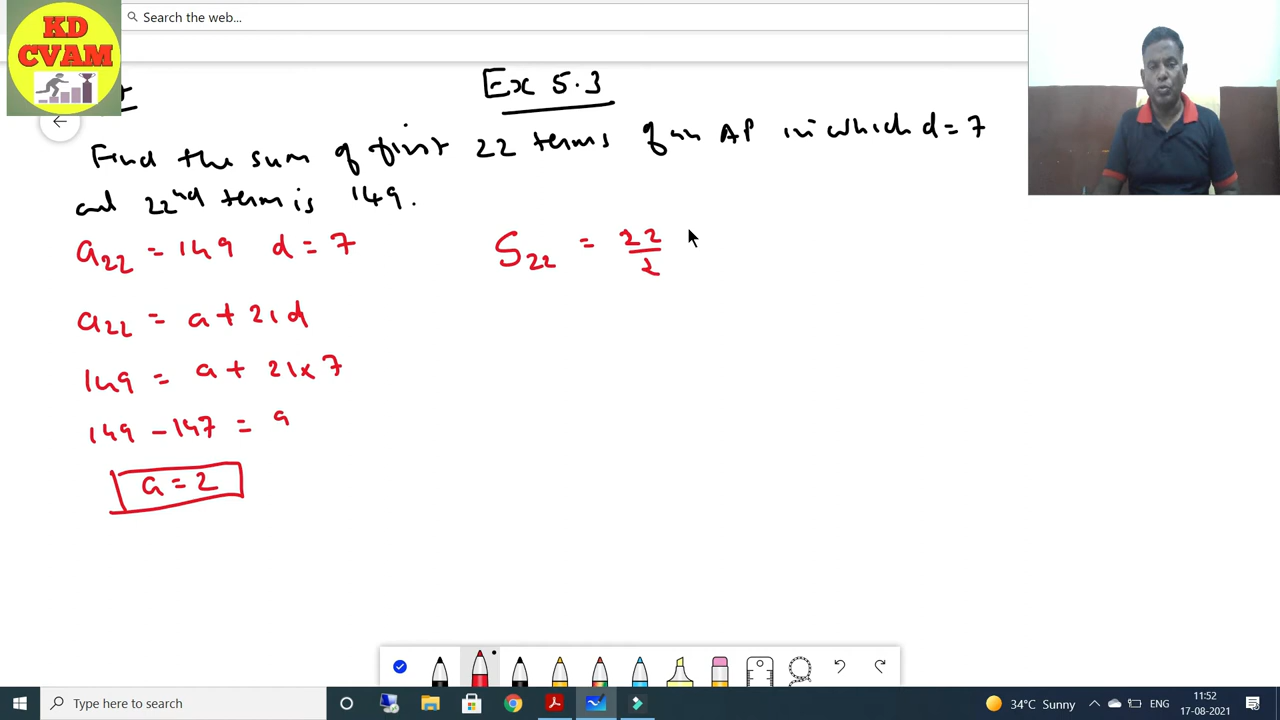 Search the web...
KD
CVAM
Ex 5.3
Find the sum of first 22 terms of an AP in which d = 7
and 22nd term is 149.
a22 = 149 d = 7
a22 = a + 21d
149 = a + 21 x 7
149 - 147 = a
a = 2
S22 = 22/2
Type here to search
34°C Sunny
ENG
11:52
17-08-2021